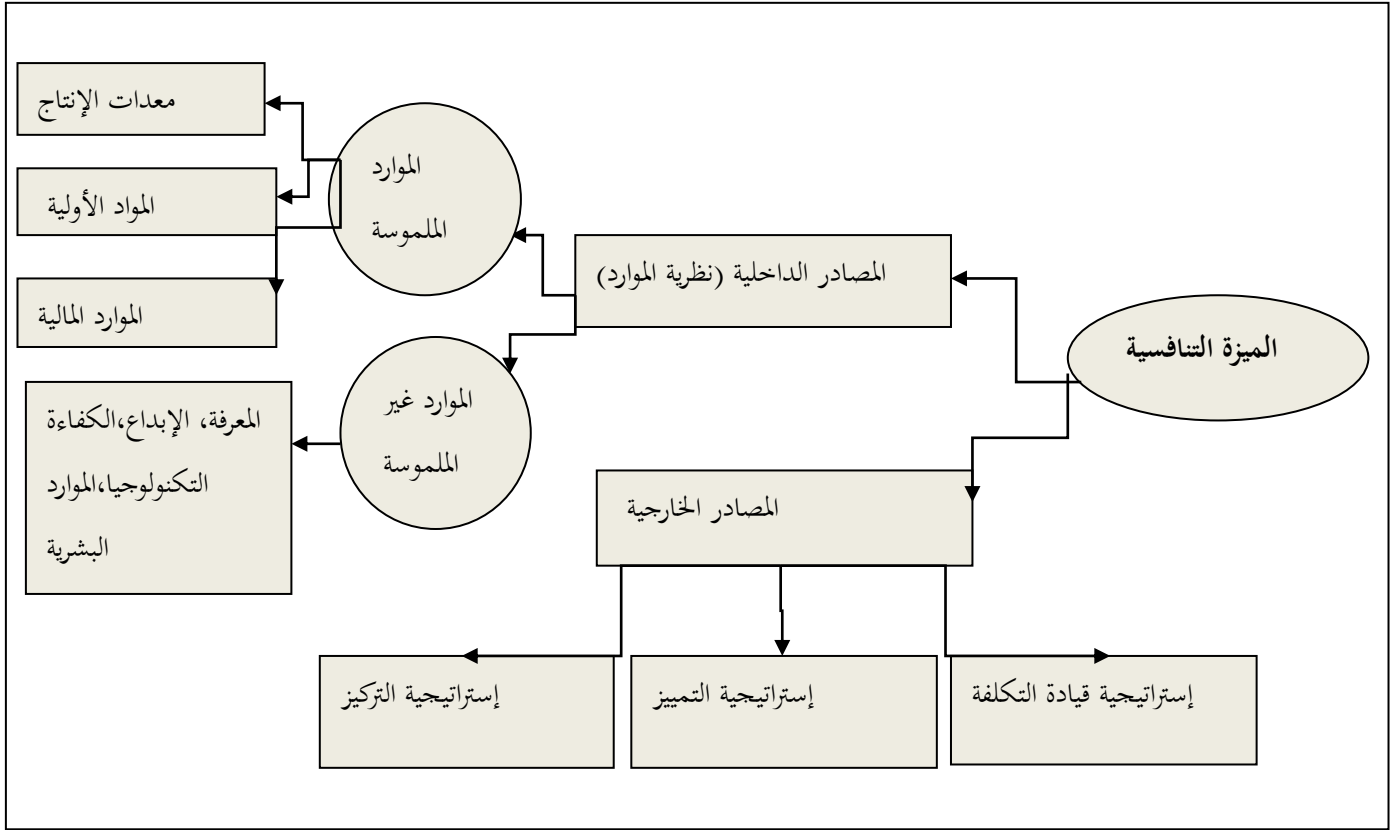 الميزة التنافسية
المصادر الداخلية (نظرية الموارد)
الموارد
الملموسة
معدات الإنتاج
المواد الأولية
الموارد المالية
الموارد غير
الملموسة
المعرفة، الإبداع،الكفاءة
التكنولوجيا،الموارد
البشرية
المصادر الخارجية
إستراتيجية قيادة التكلفة
إستراتيجية التمييز
إستراتيجية التركيز